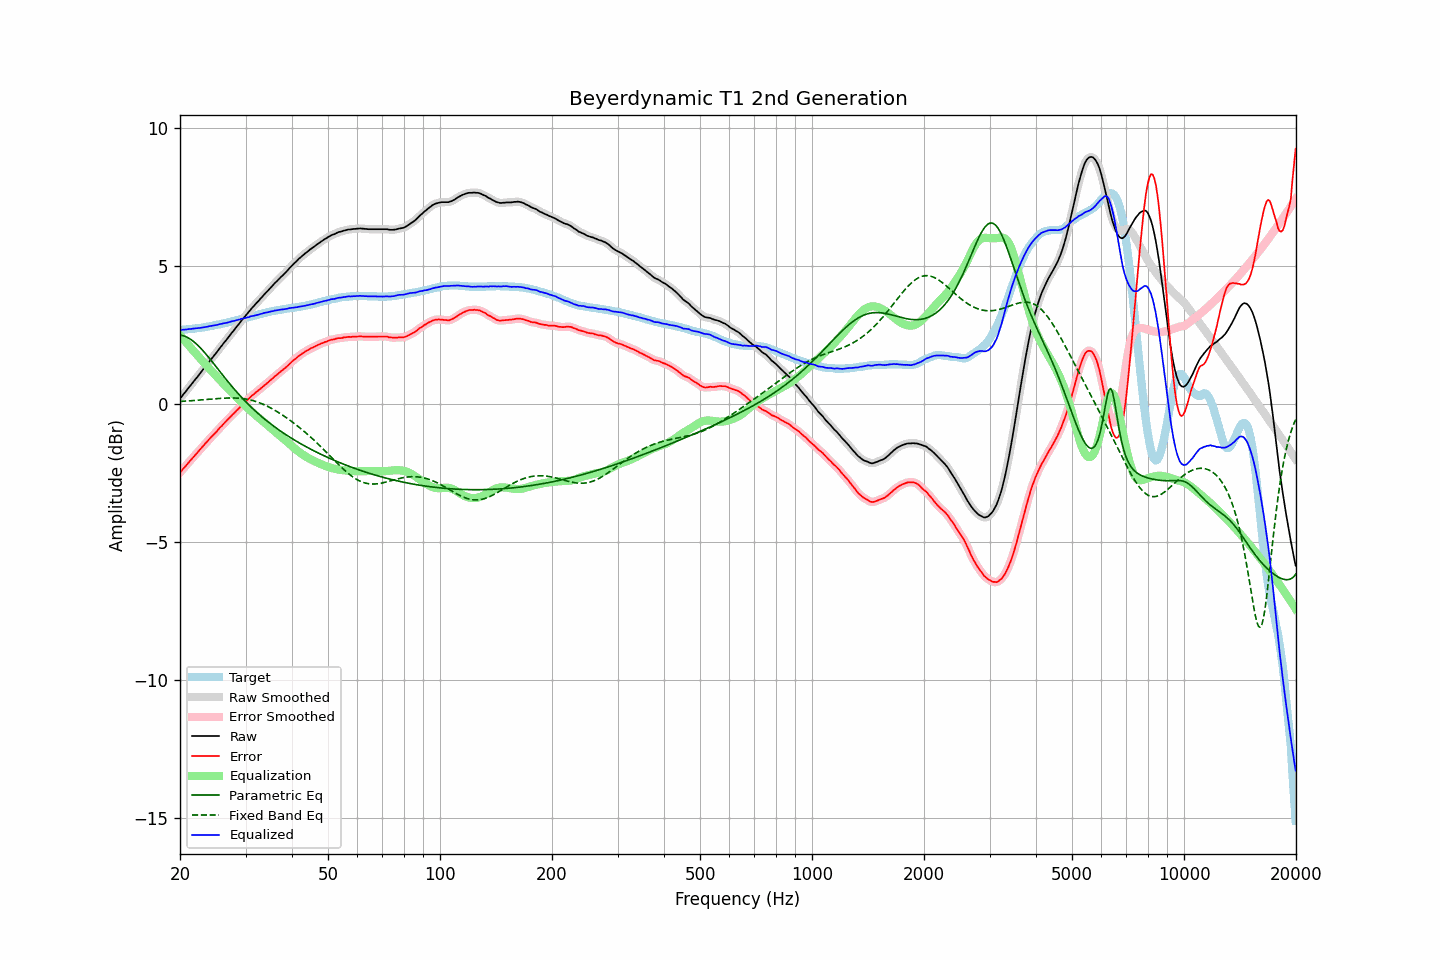 Beyerdynamic T1 2nd Generation
10
5
0
−5
−10
−15
Amplitude (dBr)
Target
Raw Smoothed
Error Smoothed
Raw
Error
Equalization
Parametric Eq
Fixed Band Eq
Equalized
20 50 100 200 500 1000 2000 5000 10000 20000
Frequency (Hz)